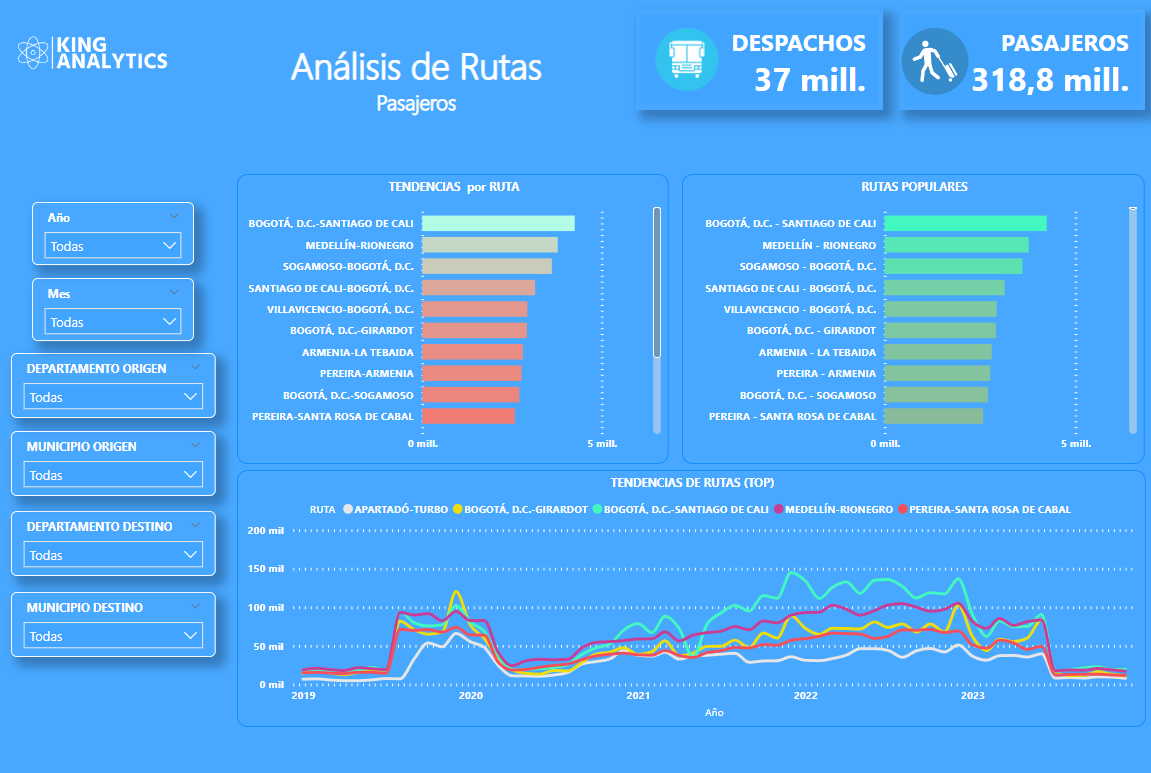 KING
ANALYTICS
Análisis de Rutas
Pasajeros
DESPACHOS
37 mill.
PASAJEROS
318,8 mill.
Año
Todas
Mes
Todas
DEPARTAMENTO ORIGEN
Todas
MUNICIPIO ORIGEN
Todas
DEPARTAMENTO DESTINO
Todas
MUNICIPIO DESTINO
Todas
TENDENCIAS por RUTA
BOGOTÁ, D.C.-SANTIAGO DE CALI
MEDELLÍN-RIONEGRO
SOGAMOSO-BOGOTÁ, D.C.
SANTIAGO DE CALI-BOGOTÁ, D.C.
VILLAVICENCIO-BOGOTÁ, D.C.
BOGOTÁ, D.C.-GIRARDOT
ARMENIA-LA TEBAIDA
PEREIRA-ARMENIA
BOGOTÁ, D.C.-SOGAMOSO
PEREIRA-SANTA ROSA DE CABAL
0 mill. 5 mill.
RUTAS POPULARES
BOGOTÁ, D.C. - SANTIAGO DE CALI
MEDELLÍN - RIONEGRO
SOGAMOSO - BOGOTÁ, D.C.
SANTIAGO DE CALI - BOGOTÁ, D.C.
VILLAVICENCIO - BOGOTÁ, D.C.
BOGOTÁ, D.C. - GIRARDOT
ARMENIA - LA TEBAIDA
PEREIRA - ARMENIA
BOGOTÁ, D.C. - SOGAMOSO
PEREIRA - SANTA ROSA DE CABAL
0 mill. 5 mill.
TENDENCIAS DE RUTAS (TOP)
RUTA APARTADÓ-TURBO BOGOTÁ, D.C.-GIRARDOT BOGOTÁ, D.C.-SANTIAGO DE CALI MEDELLÍN-RIONEGRO PEREIRA-SANTA ROSA DE CABAL
200 mil
150 mil
100 mil
50 mil
0 mil
2019 2020 2021 2022 2023
Año